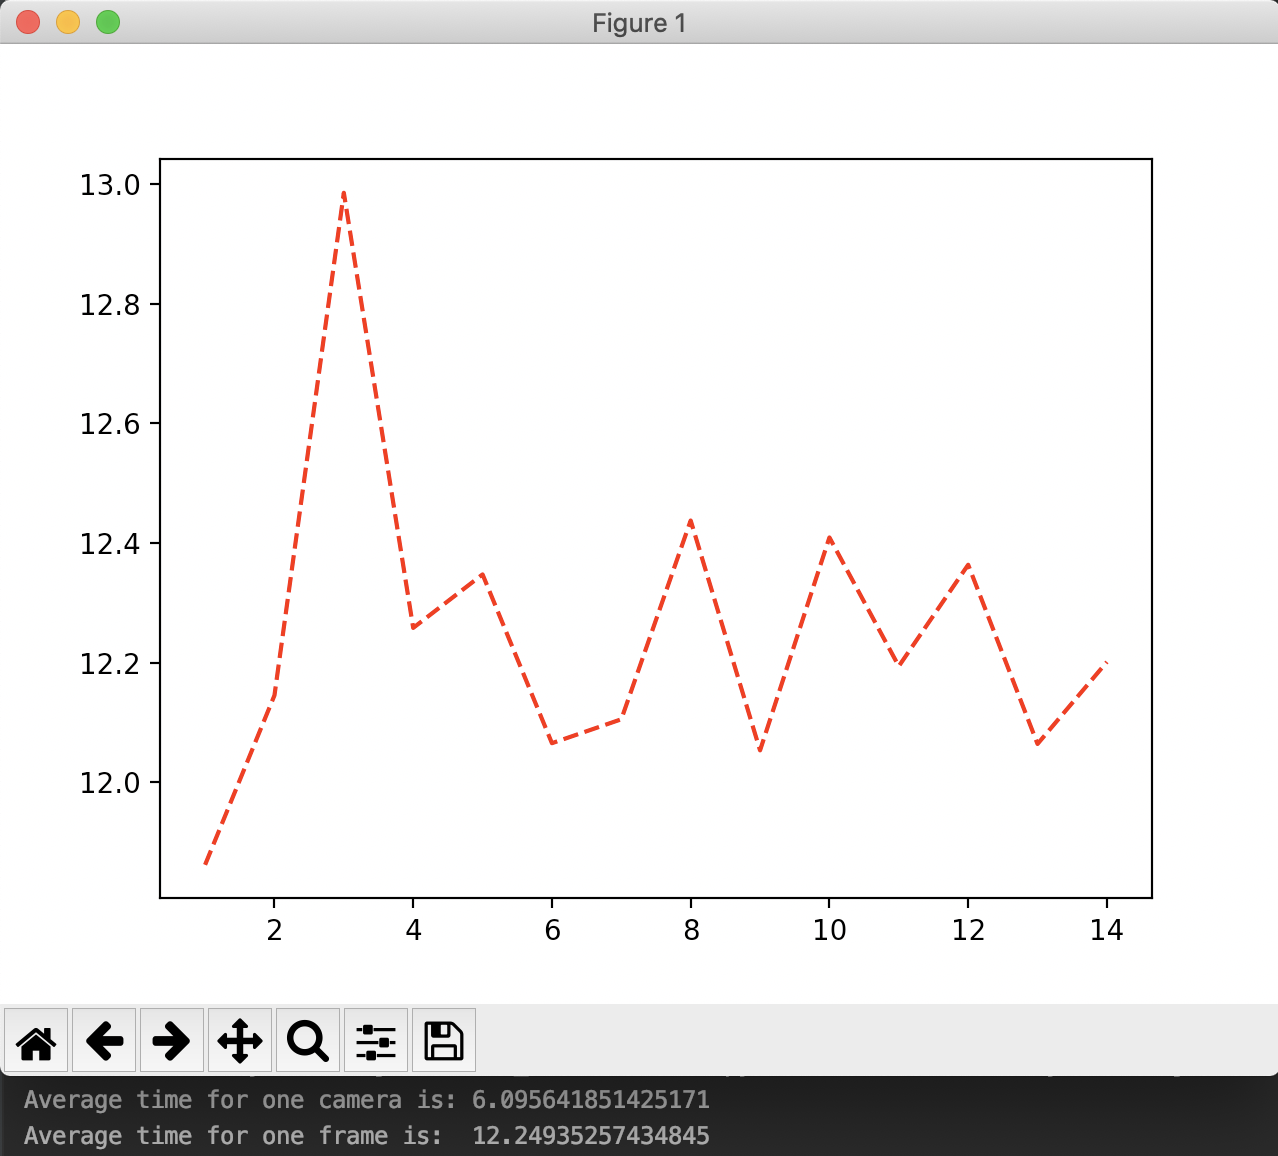 Figure 1
13.0
12.8
12.6
12.4
12.2
12.0
2 4 6 8 10 12 14
Average time for one camera is: 6.095641851425171
Average time for one frame is:  12.24935257434845